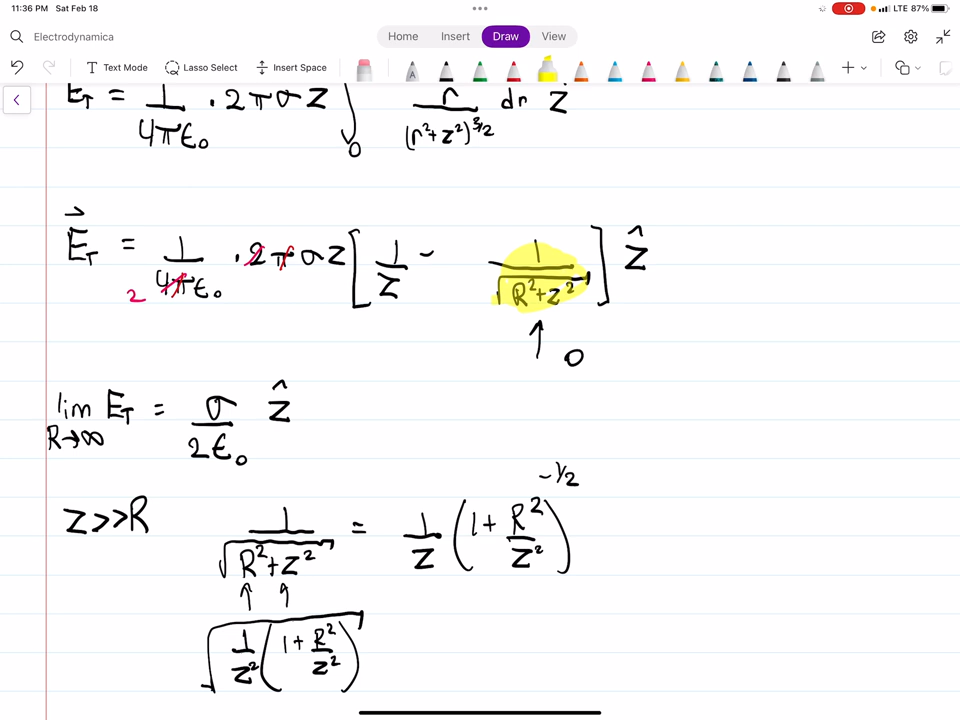 11:36 PM Sat Feb 18 LTE 87%
Electrodynamica Home Insert Draw View
Text Mode Lasso Select Insert Space
E_T = 1/(4πϵ₀) · 2πσz ∫₀ r/(r²+z²)^(3/2) dr ẑ
E⃗_T = 1/(4πϵ₀) · 2πσz [ 1/z - 1/√(R²+z²) ] ẑ
2
0
lim R→∞ E_T = σ/(2ϵ₀) ẑ
z>>R 1/√(R²+z²) = 1/z (1 + R²/z²)^(-1/2)
√(1/z² (1 + R²/z²))